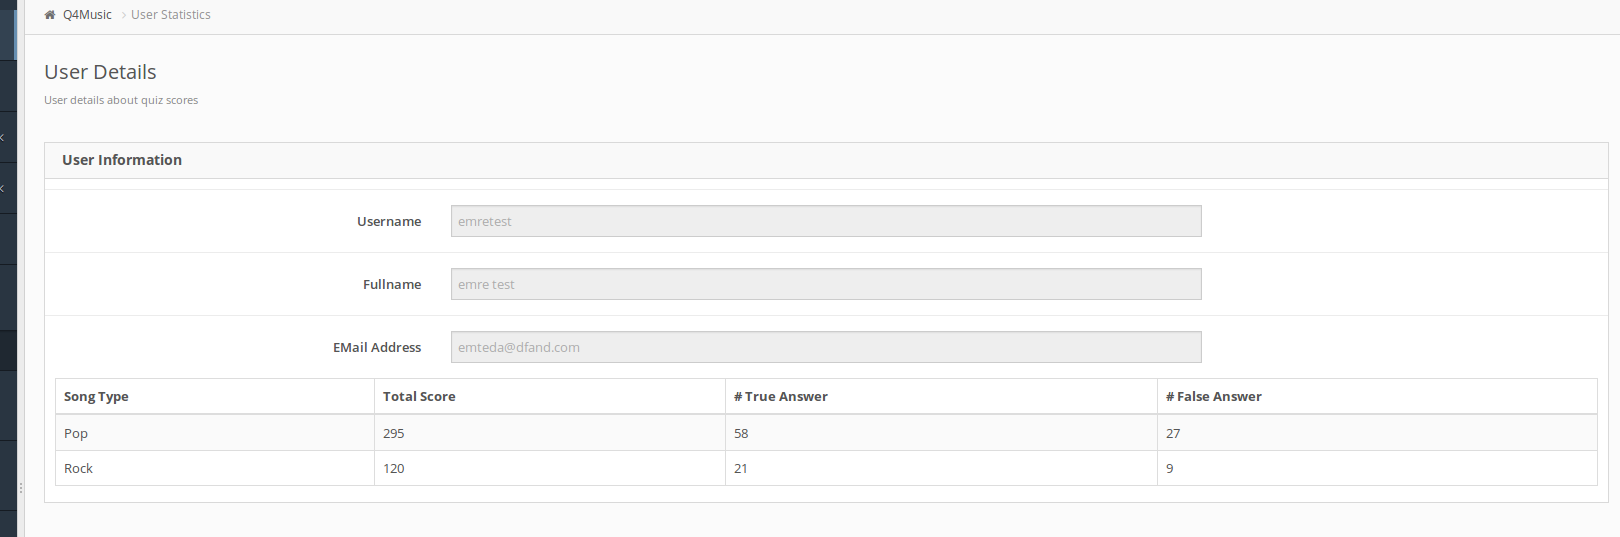 Q4Music > User Statistics
User Details
User details about quiz scores
User Information
Username emretest
Fullname emre test
EMail Address emteda@dfand.com
Song Type Total Score # True Answer # False Answer
Pop 295 58 27
Rock 120 21 9